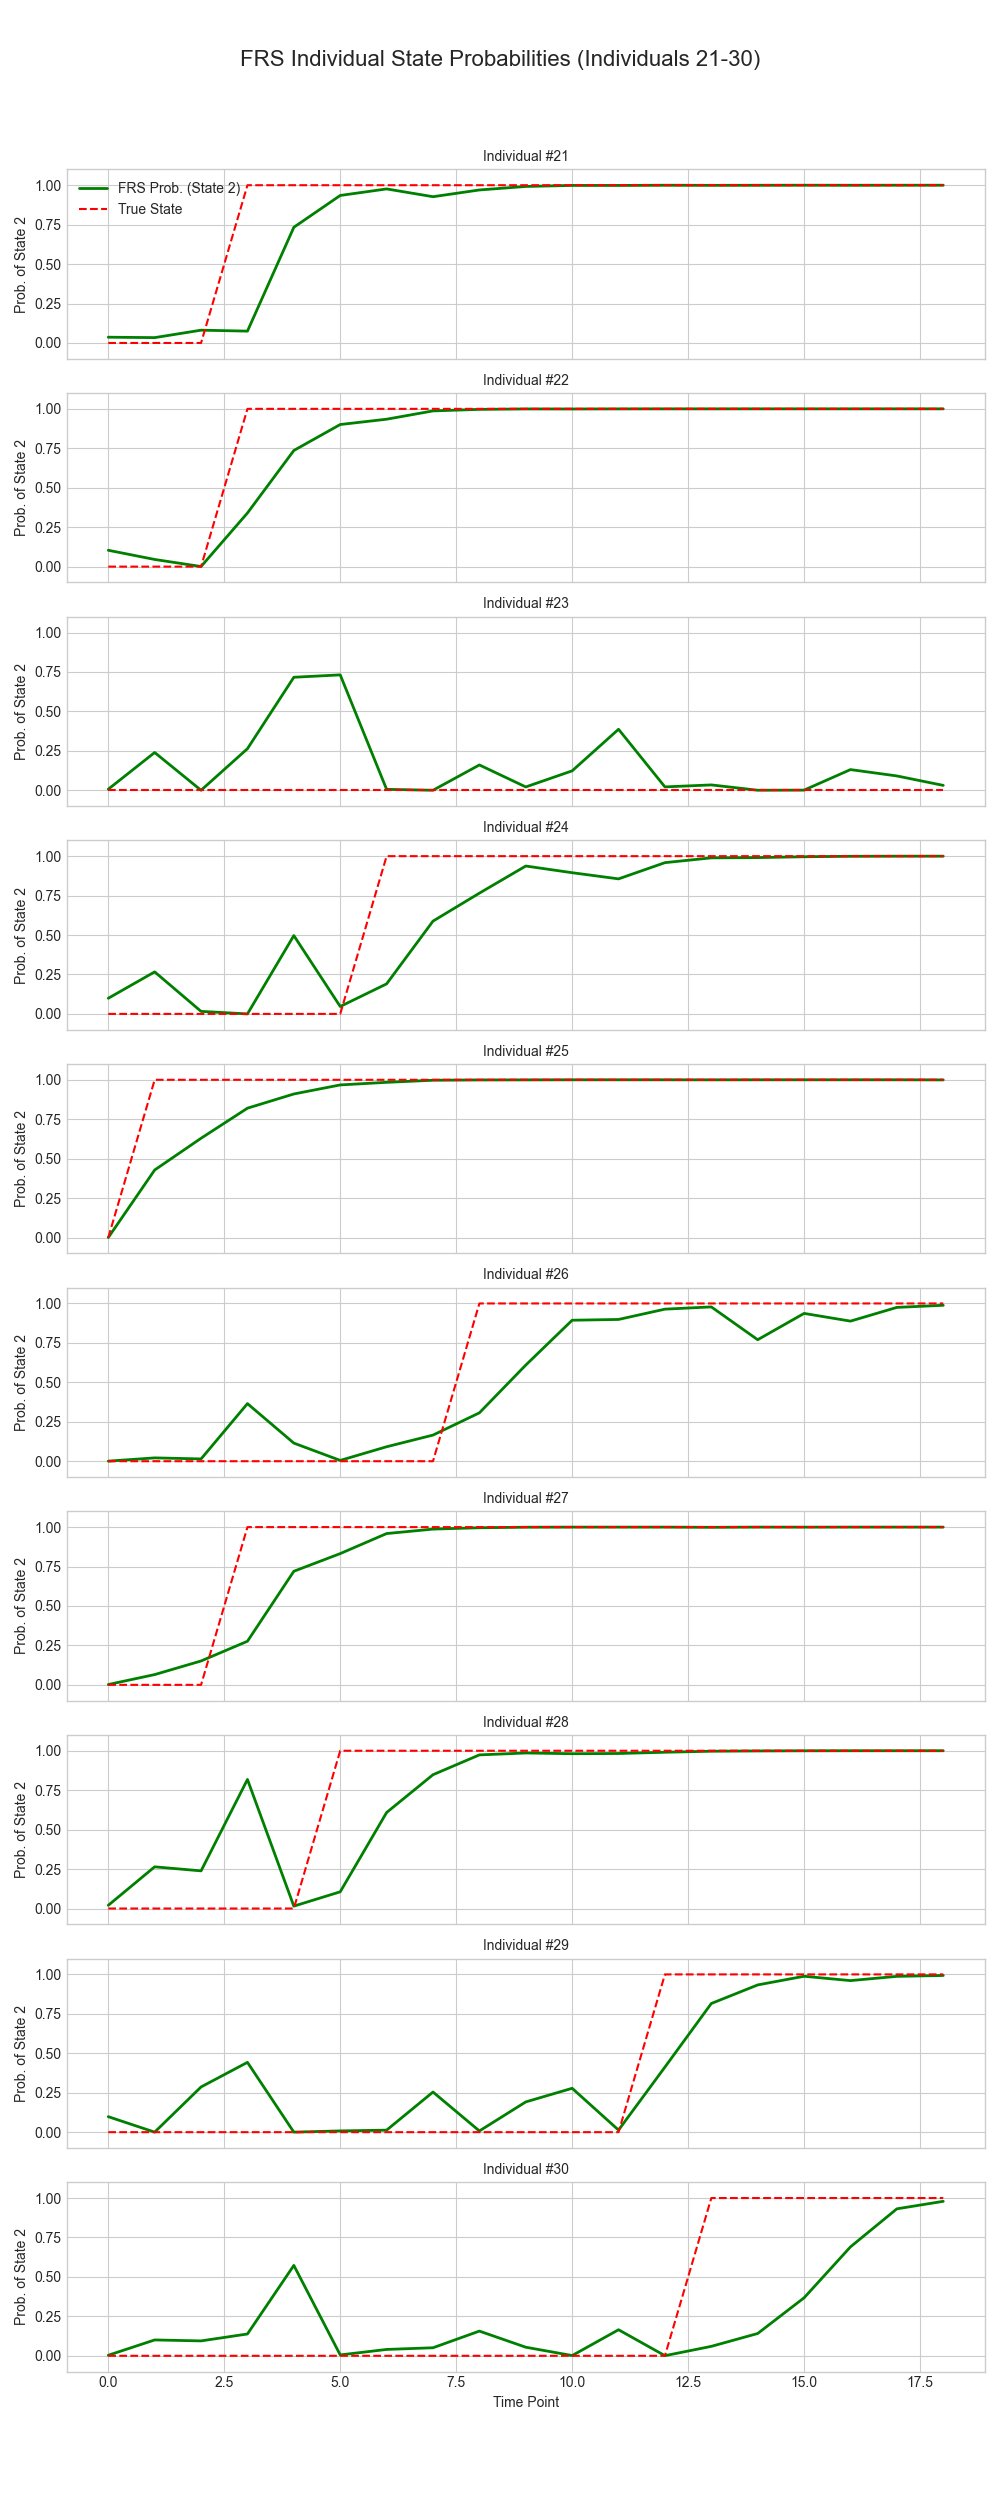 FRS Individual State Probabilities (Individuals 21-30)
Individual #21
Prob. of State 2
1.00
0.75
0.50
0.25
0.00
FRS Prob. (State 2)
True State
Individual #22
Prob. of State 2
1.00
0.75
0.50
0.25
0.00
Individual #23
Prob. of State 2
1.00
0.75
0.50
0.25
0.00
Individual #24
Prob. of State 2
1.00
0.75
0.50
0.25
0.00
Individual #25
Prob. of State 2
1.00
0.75
0.50
0.25
0.00
Individual #26
Prob. of State 2
1.00
0.75
0.50
0.25
0.00
Individual #27
Prob. of State 2
1.00
0.75
0.50
0.25
0.00
Individual #28
Prob. of State 2
1.00
0.75
0.50
0.25
0.00
Individual #29
Prob. of State 2
1.00
0.75
0.50
0.25
0.00
Individual #30
Prob. of State 2
1.00
0.75
0.50
0.25
0.00
0.0 2.5 5.0 7.5 10.0 12.5 15.0 17.5
Time Point